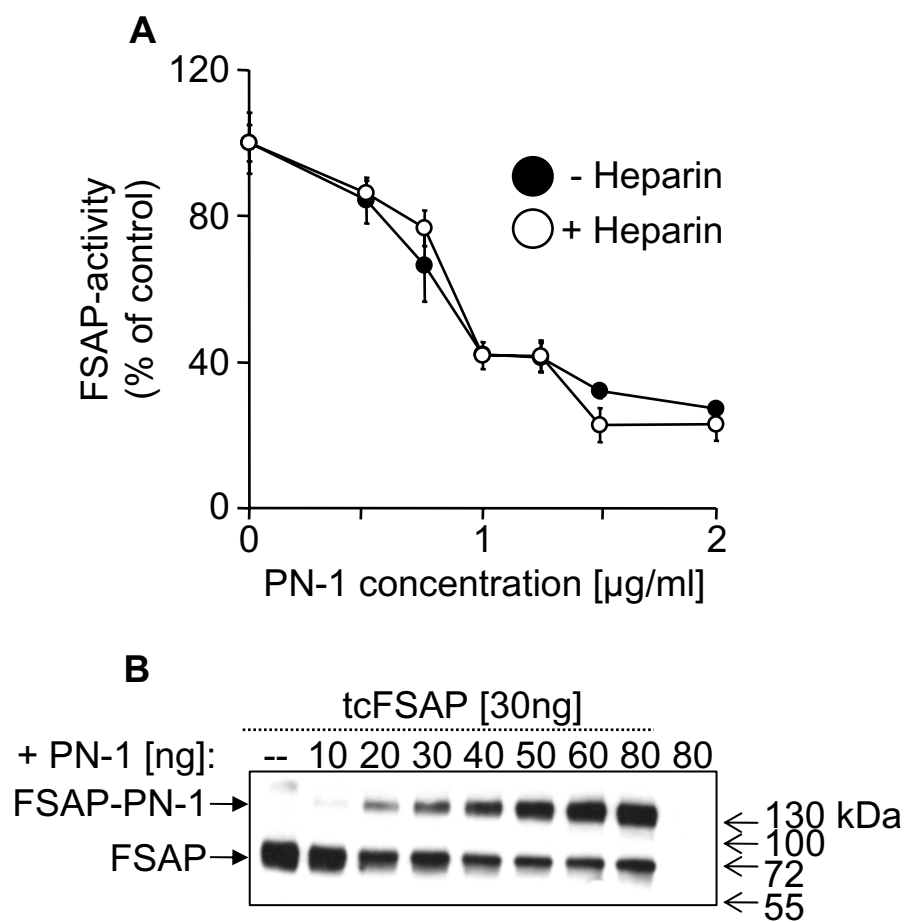 A
120
80
40
0
FSAP-activity
(% of control)
- Heparin
+ Heparin
0 1 2
PN-1 concentration [µg/ml]
B
tcFSAP [30ng]
+ PN-1 [ng]: -- 10 20 30 40 50 60 80 80
FSAP-PN-1
FSAP
130 kDa
100
72
55